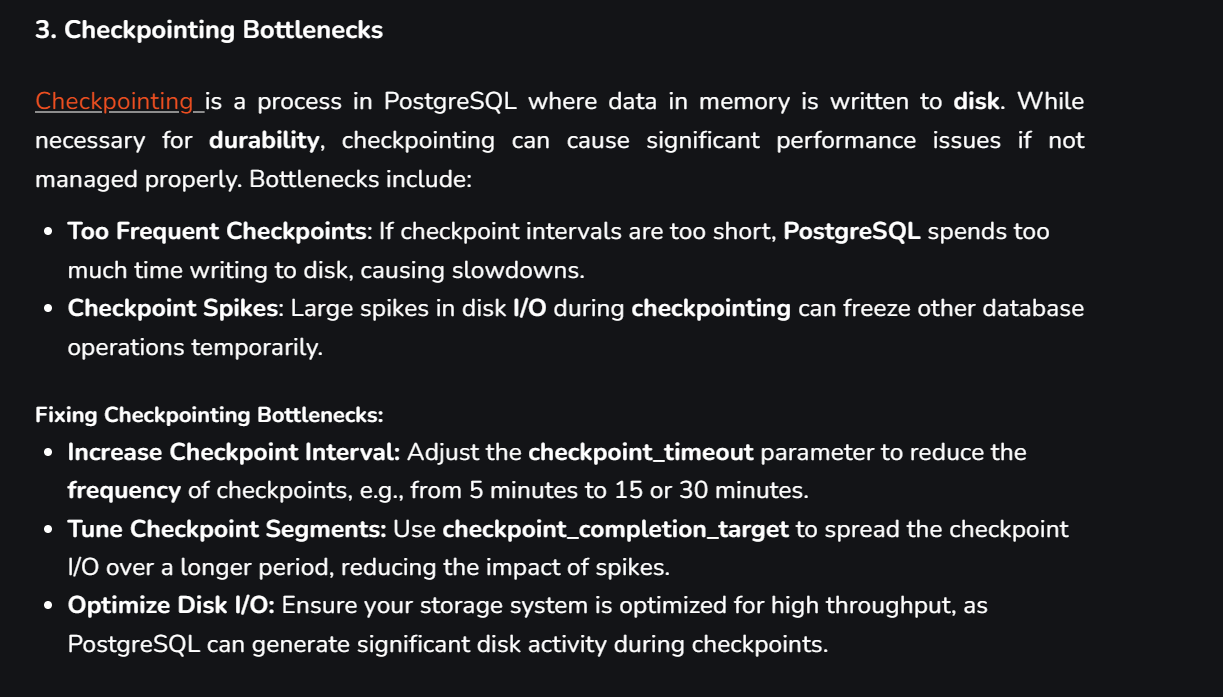 3. Checkpointing Bottlenecks
Checkpointing is a process in PostgreSQL where data in memory is written to disk. While
necessary for durability, checkpointing can cause significant performance issues if not
managed properly. Bottlenecks include:
• Too Frequent Checkpoints: If checkpoint intervals are too short, PostgreSQL spends too
much time writing to disk, causing slowdowns.
• Checkpoint Spikes: Large spikes in disk I/O during checkpointing can freeze other database
operations temporarily.
Fixing Checkpointing Bottlenecks:
• Increase Checkpoint Interval: Adjust the checkpoint_timeout parameter to reduce the
frequency of checkpoints, e.g., from 5 minutes to 15 or 30 minutes.
• Tune Checkpoint Segments: Use checkpoint_completion_target to spread the checkpoint
I/O over a longer period, reducing the impact of spikes.
• Optimize Disk I/O: Ensure your storage system is optimized for high throughput, as
PostgreSQL can generate significant disk activity during checkpoints.